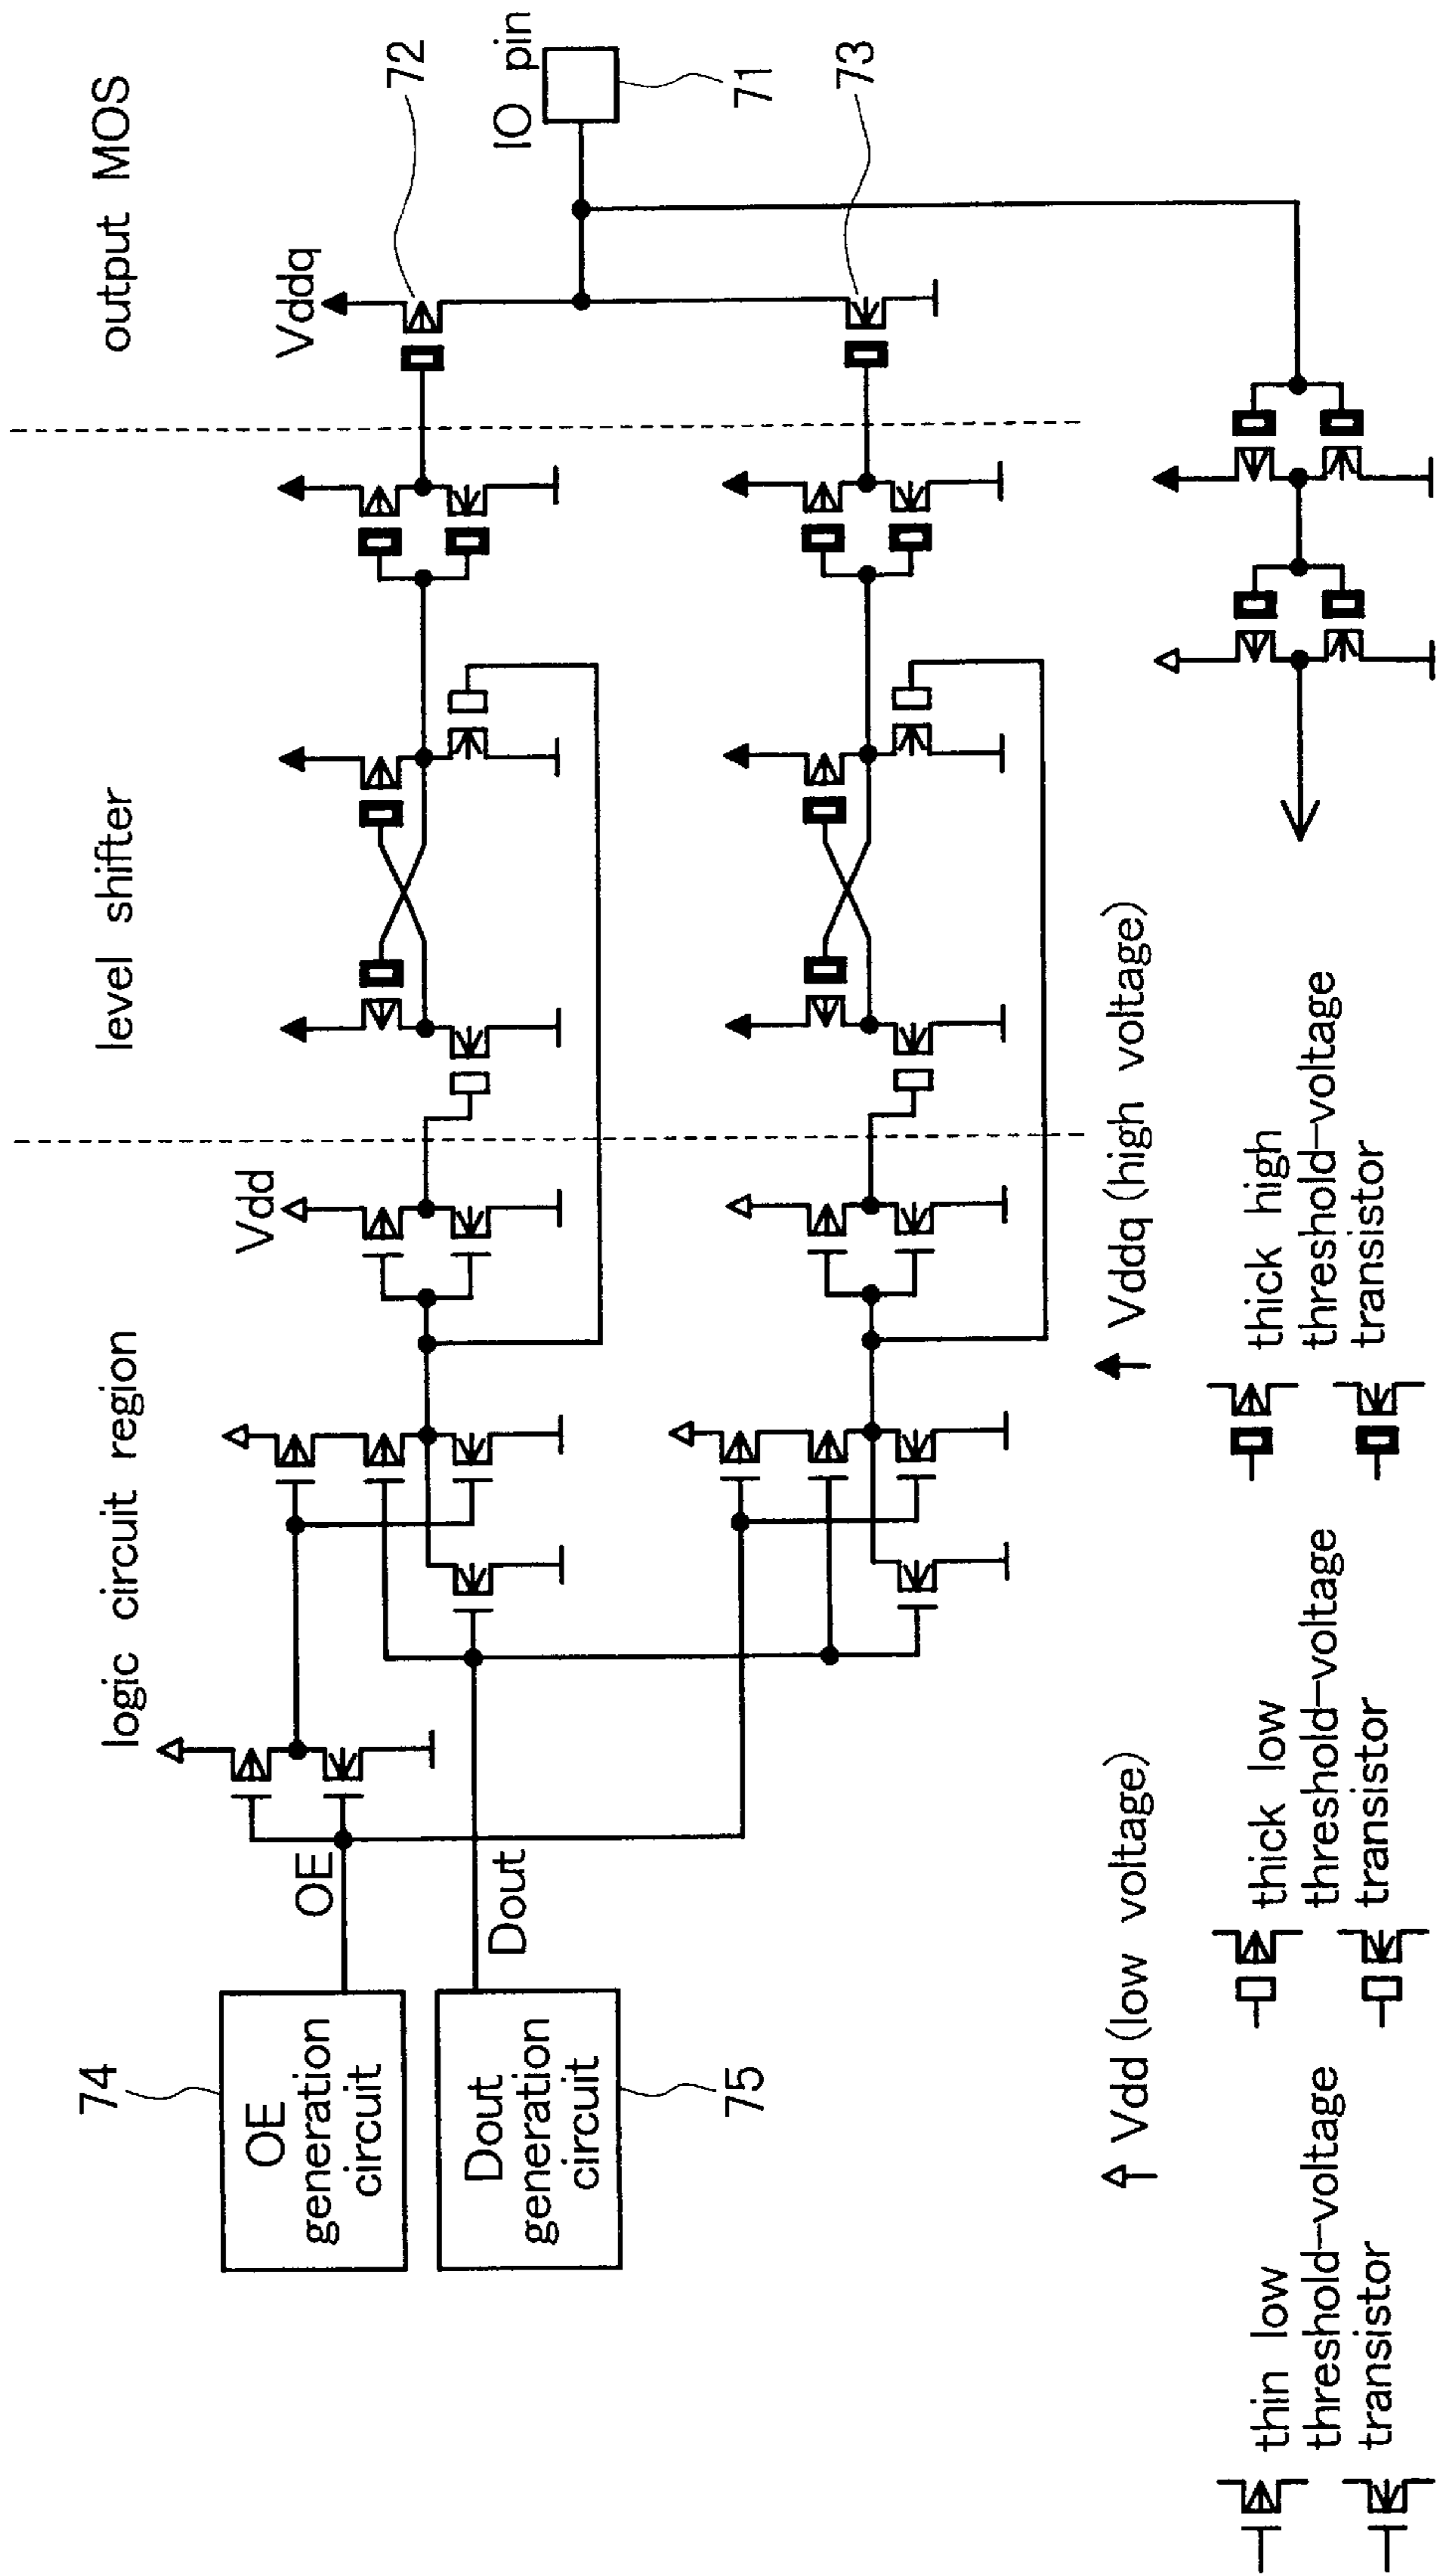 logic circuit region
level shifter
output MOS
Vdd
Vddq
72
IO pin
71
73
74
OE
generation
circuit
OE
Dout
generation
circuit
Dout
75
Vdd (low voltage)
Vddq (high voltage)
thin low
threshold-voltage
transistor
thick low
threshold-voltage
transistor
thick high
threshold-voltage
transistor